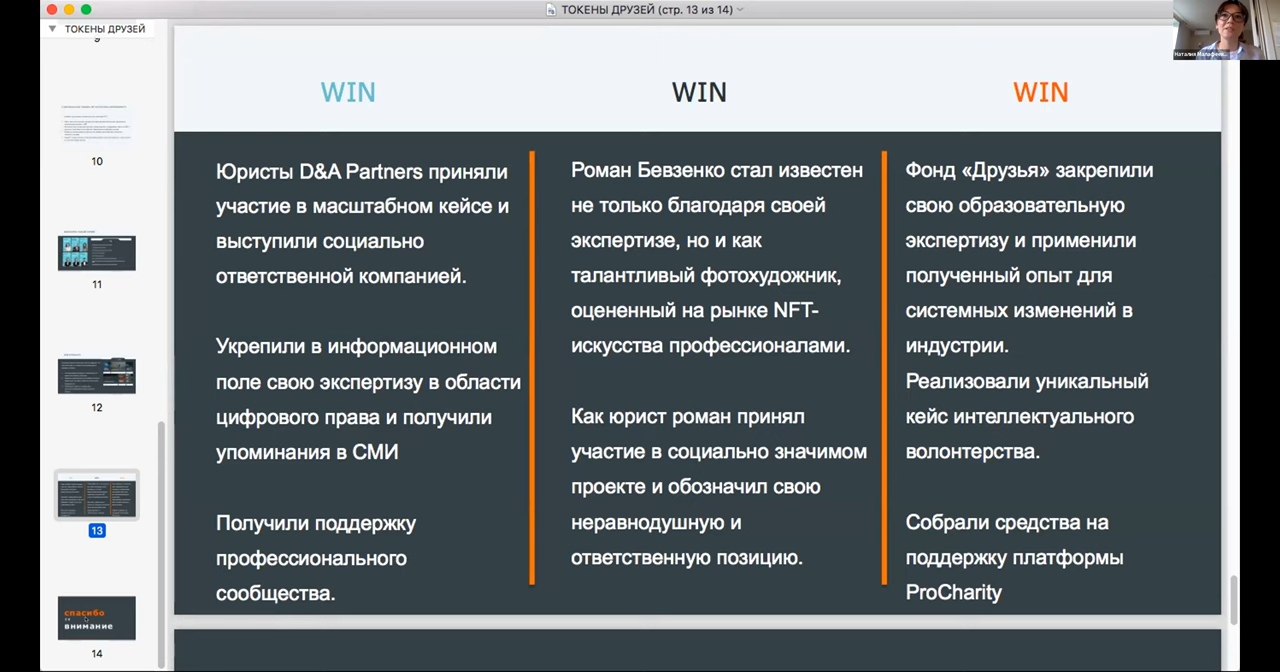 ТОКЕНЫ ДРУЗЕЙ (стр. 13 из 14)
ТОКЕНЫ ДРУЗЕЙ
9
10
11
12
13
спасибо
внимание
14
WIN
Юристы D&A Partners приняли
участие в масштабном кейсе и
выступили социально
ответственной компанией.
Укрепили в информационном
поле свою экспертизу в области
цифрового права и получили
упоминания в СМИ
Получили поддержку
профессионального
сообщества.
WIN
Роман Бевзенко стал известен
не только благодаря своей
экспертизе, но и как
талантливый фотохудожник,
оцененный на рынке NFT-
искусства профессионалами.
Как юрист роман принял
участие в социально значимом
проекте и обозначил свою
неравнодушную и
ответственную позицию.
WIN
Фонд «Друзья» закрепили
свою образовательную
экспертизу и применили
полученный опыт для
системных изменений в
индустрии.
Реализовали уникальный
кейс интеллектуального
волонтерства.
Собрали средства на
поддержку платформы
ProCharity
Наталия